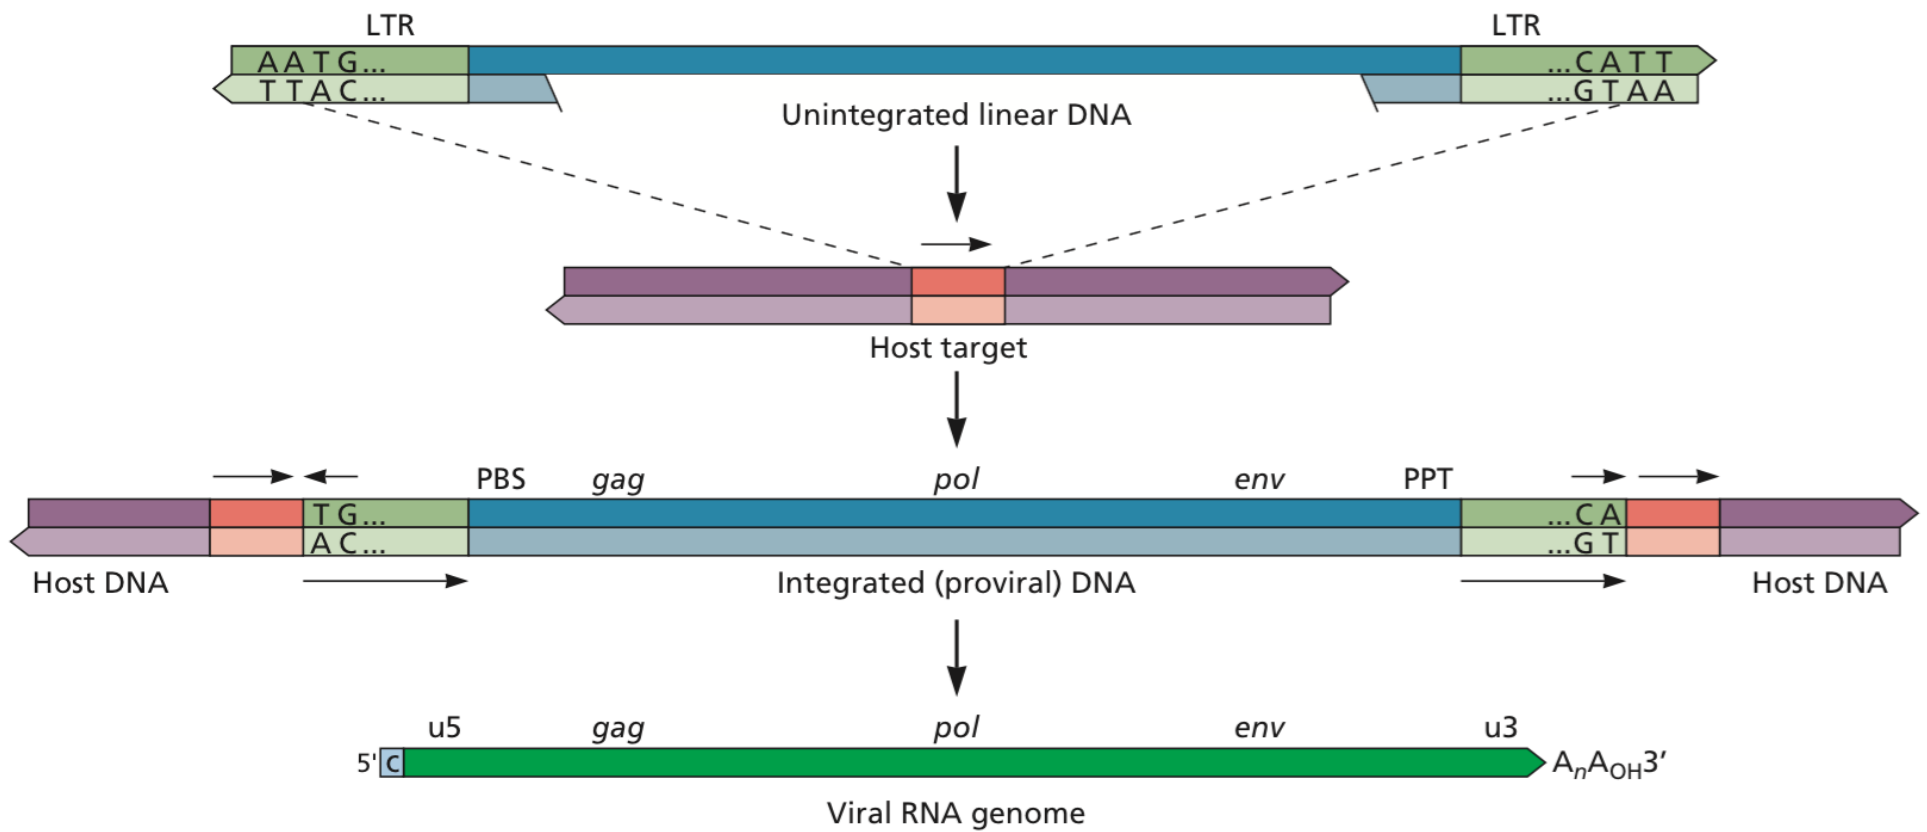 LTR LTR
AATG... ...CATT
TTAC... ...GTAA
Unintegrated linear DNA
Host target
PBS gag pol env PPT
TG... ...CA
AC... ...GT
Host DNA Integrated (proviral) DNA Host DNA
u5 gag pol env u3
5' C AnAOH3′
Viral RNA genome